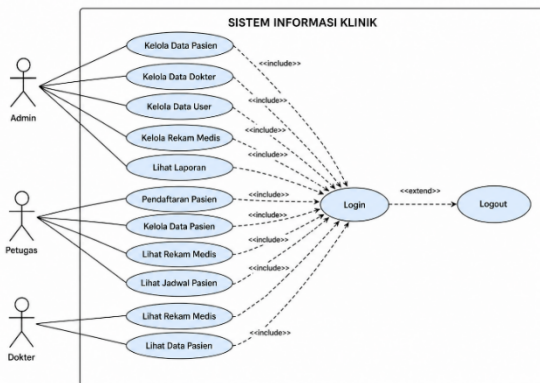 SISTEM INFORMASI KLINIK
Kelola Data Pasien
<<include>>
Kelola Data Dokter
<<include>>
Admin
Kelola Data User
<<include>>
Kelola Rekam Medis
<<include>>
Lihat Laporan
Pendaftaran Pasien
<<include>>
Login
<<extend>>
Logout
Kelola Data Pasien
<<include>>
Petugas
Lihat Rekam Medis
<<include>>
Lihat Jadwal Pasien
<<include>>
Lihat Rekam Medis
<<include>>
Dokter
Lihat Data Pasien